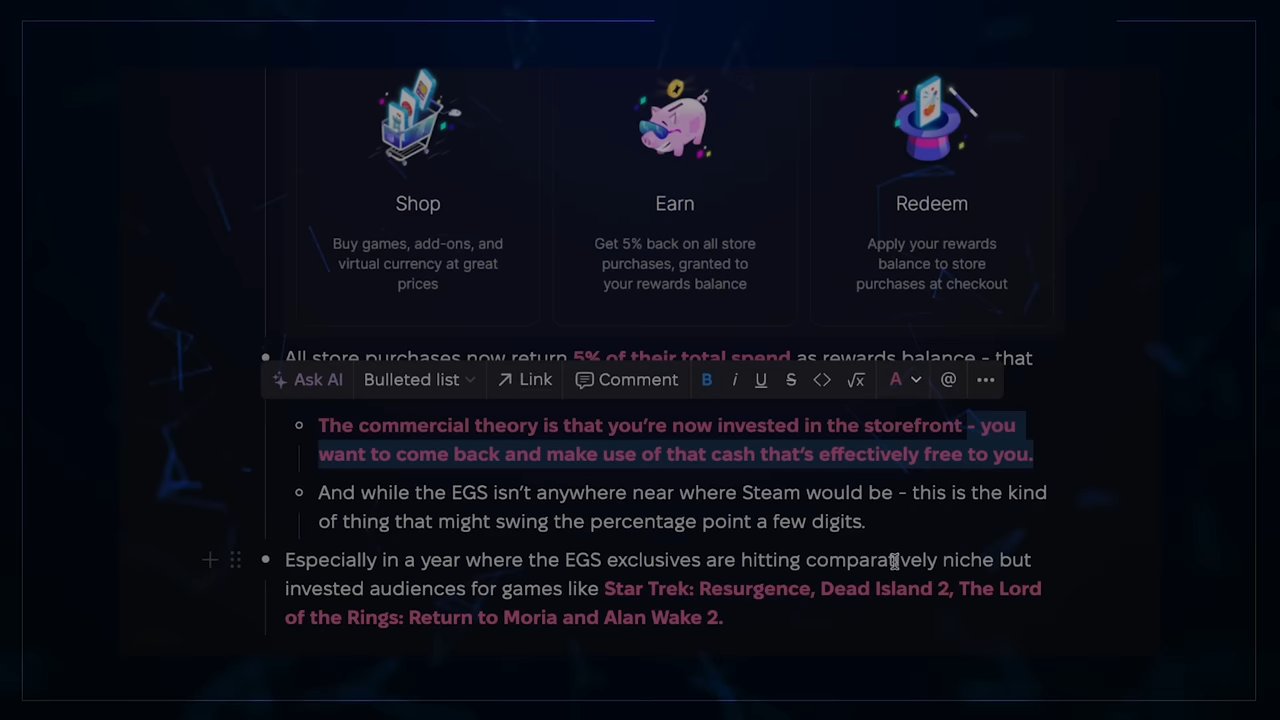 Shop
Buy games, add-ons, and
virtual currency at great
prices
Earn
Get 5% back on all store
purchases, granted to
your rewards balance
Redeem
Apply your rewards
balance to store
purchases at checkout
All store purchases now return 5% of their total spend as rewards balance - that
Ask AI Bulleted list Link Comment B i U S <> √x A @ •••
The commercial theory is that you’re now invested in the storefront - you
want to come back and make use of that cash that’s effectively free to you.
And while the EGS isn’t anywhere near where Steam would be - this is the kind
of thing that might swing the percentage point a few digits.
Especially in a year where the EGS exclusives are hitting comparatively niche but
invested audiences for games like Star Trek: Resurgence, Dead Island 2, The Lord
of the Rings: Return to Moria and Alan Wake 2.